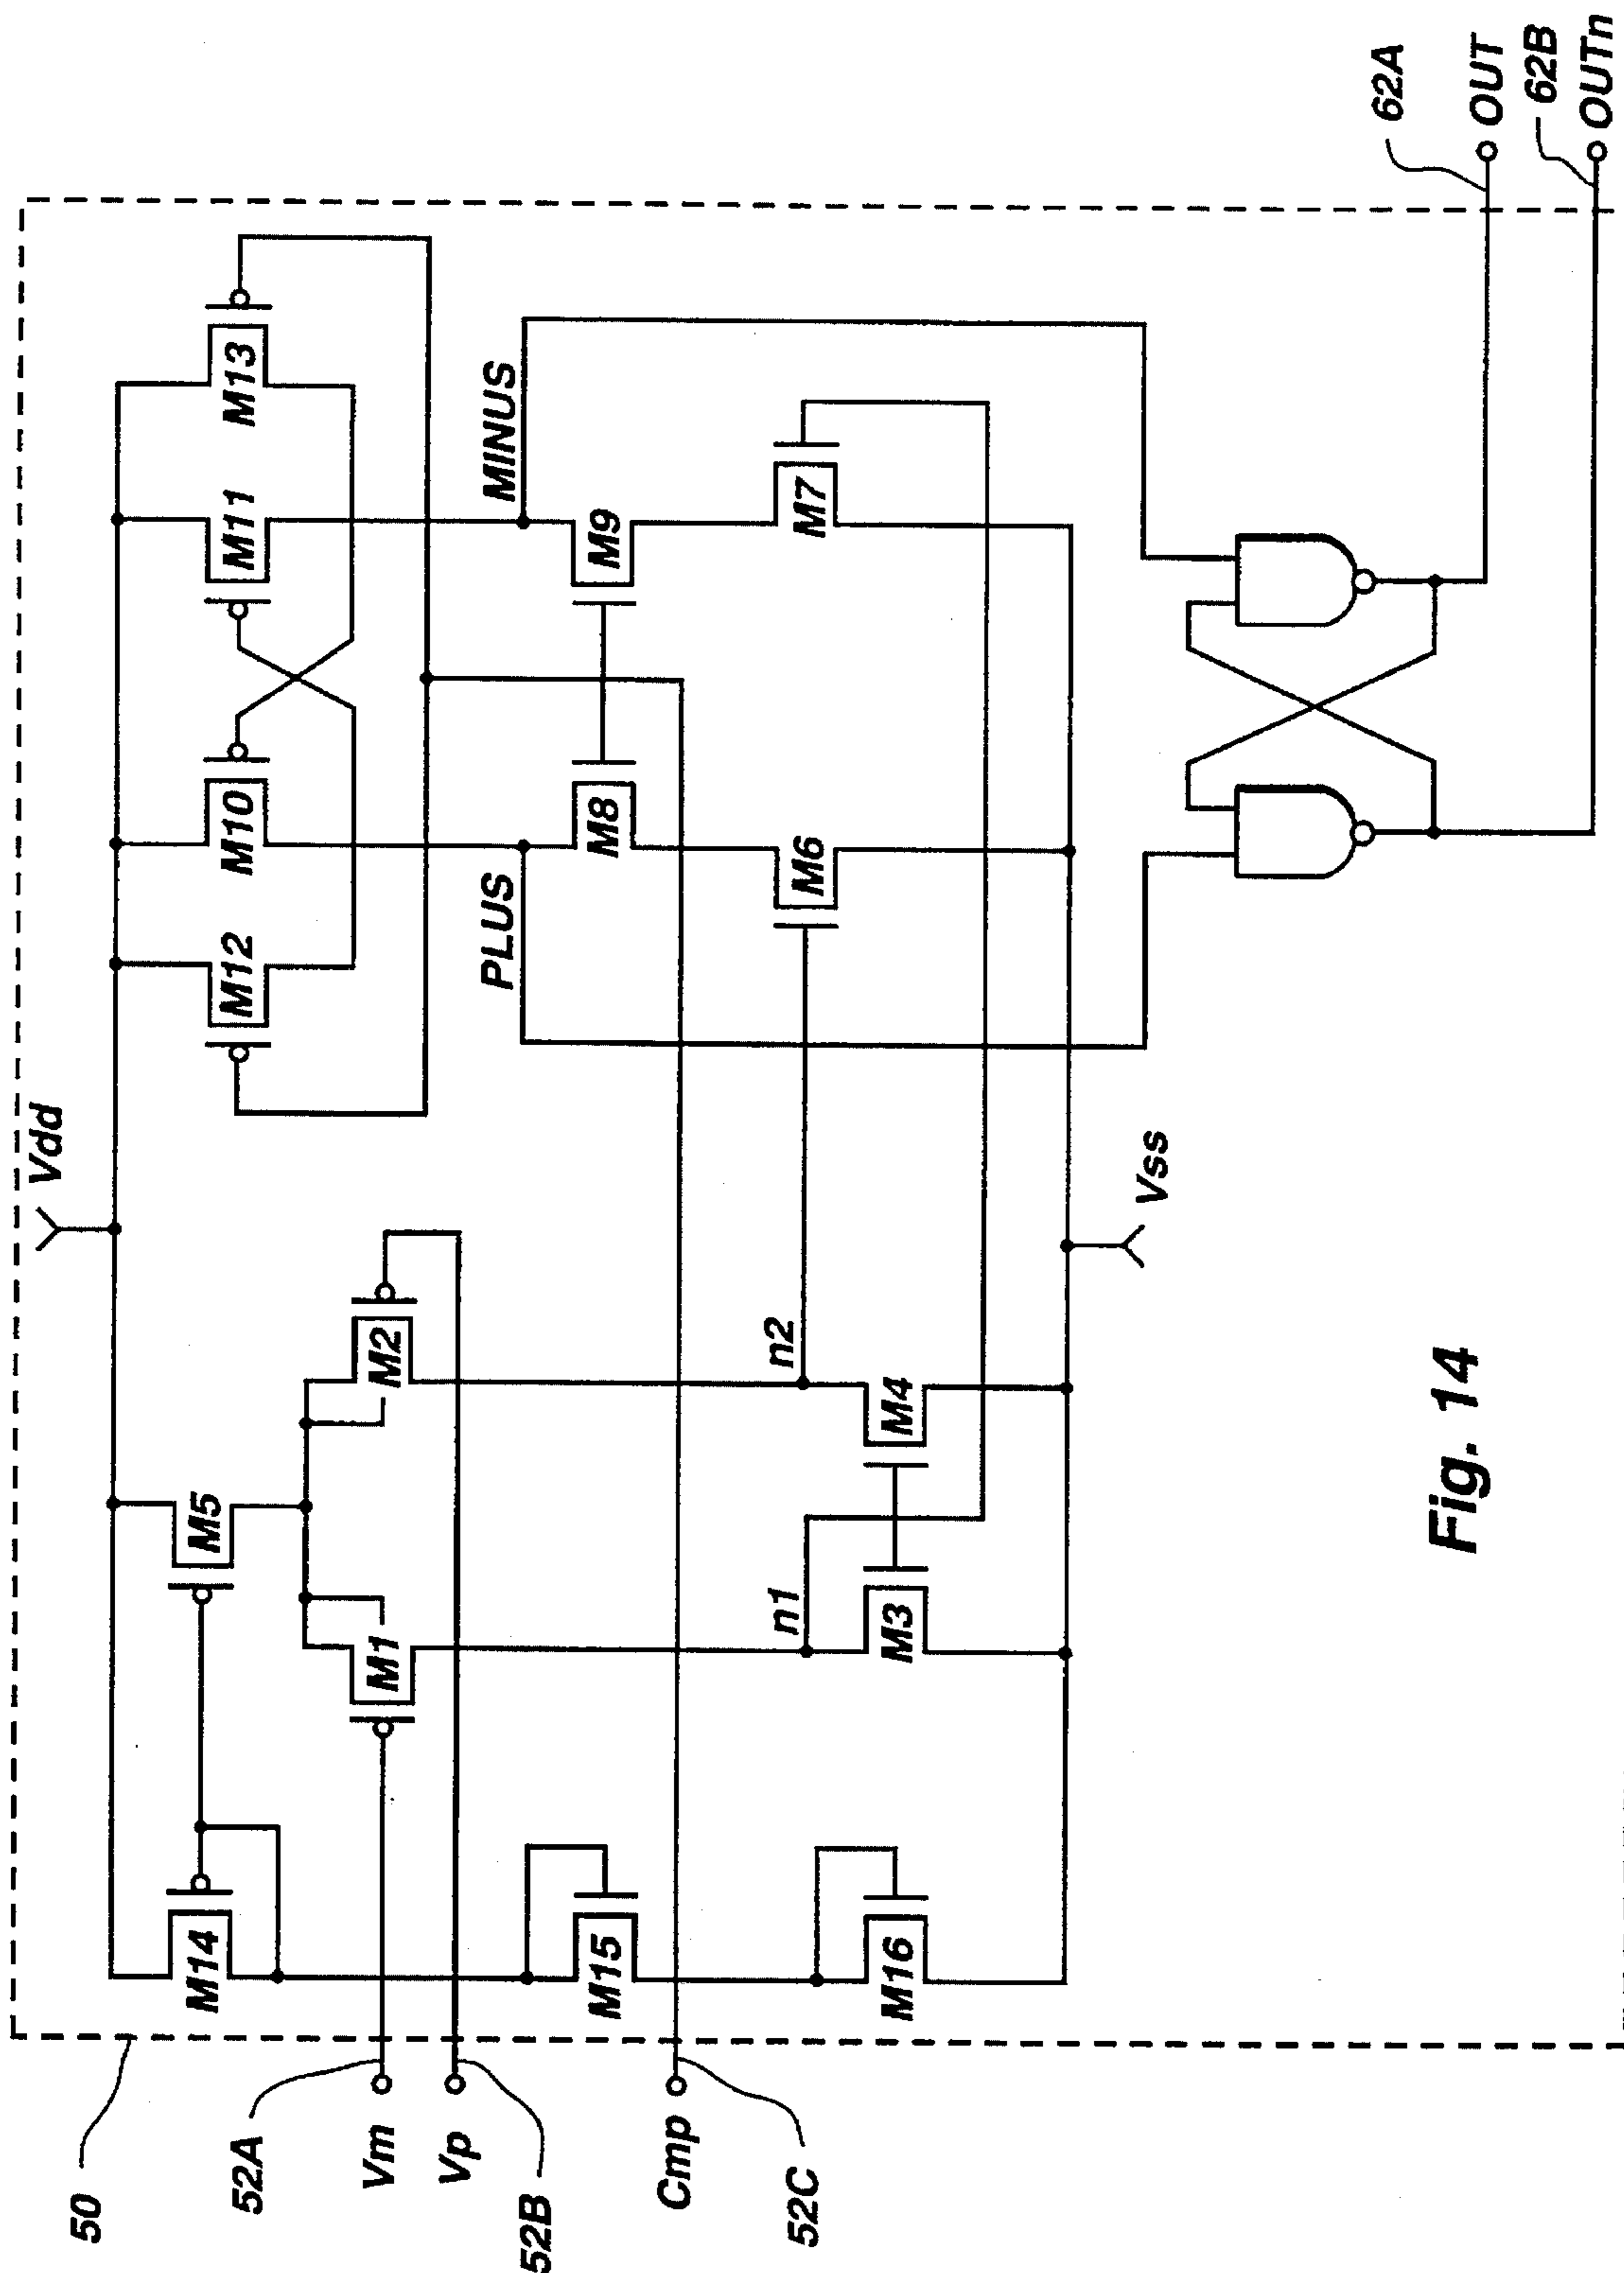 50
52A
Vm
Vp
52B
Cmp
52C
Vdd
M14
M5
M12
M10
M11
M13
M1
M2
PLUS
MINUS
M15
M8
M9
n1
n2
M6
M7
M16
M3
M4
Vss
62A
OUT
62B
OUTn
Fig. 14